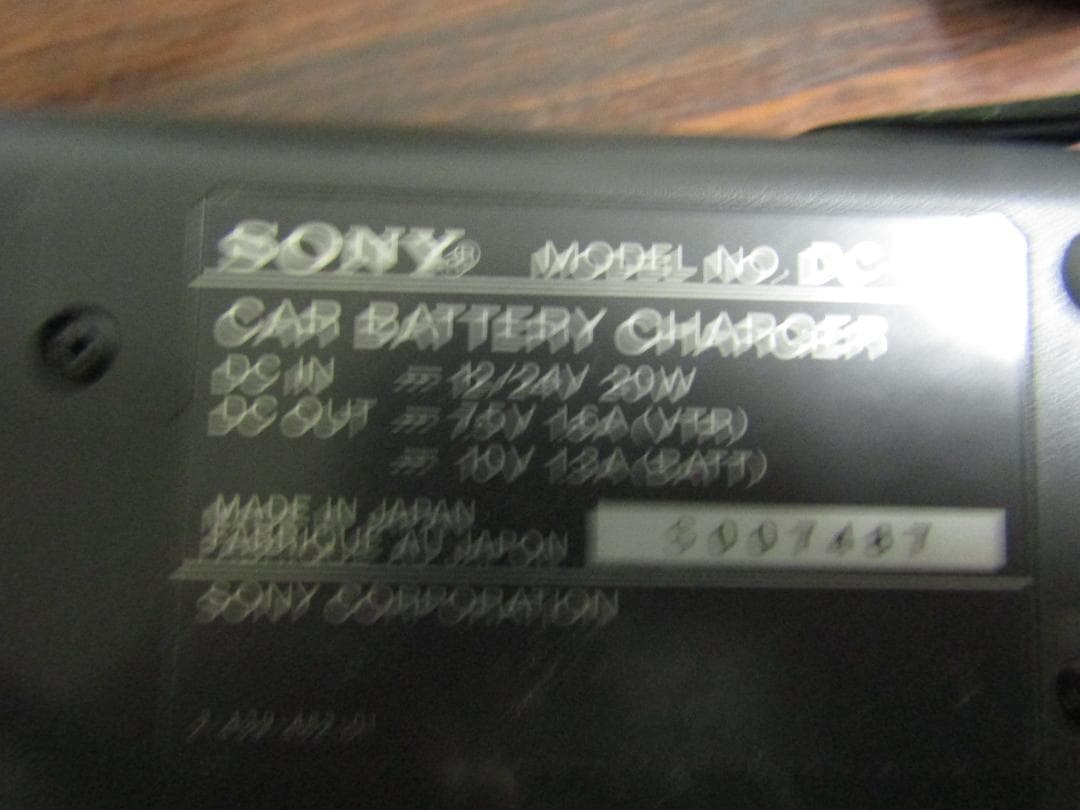 SONY® MODEL NO. DC
CAR BATTERY CHARGER
DC IN ⎓ 12/24V 20W
DC OUT ⎓ 7.5V 1.6A (VTR)
⎓ 10V 1.3A (BATT)
MADE IN JAPAN
FABRIQUÉ AU JAPON
SONY CORPORATION